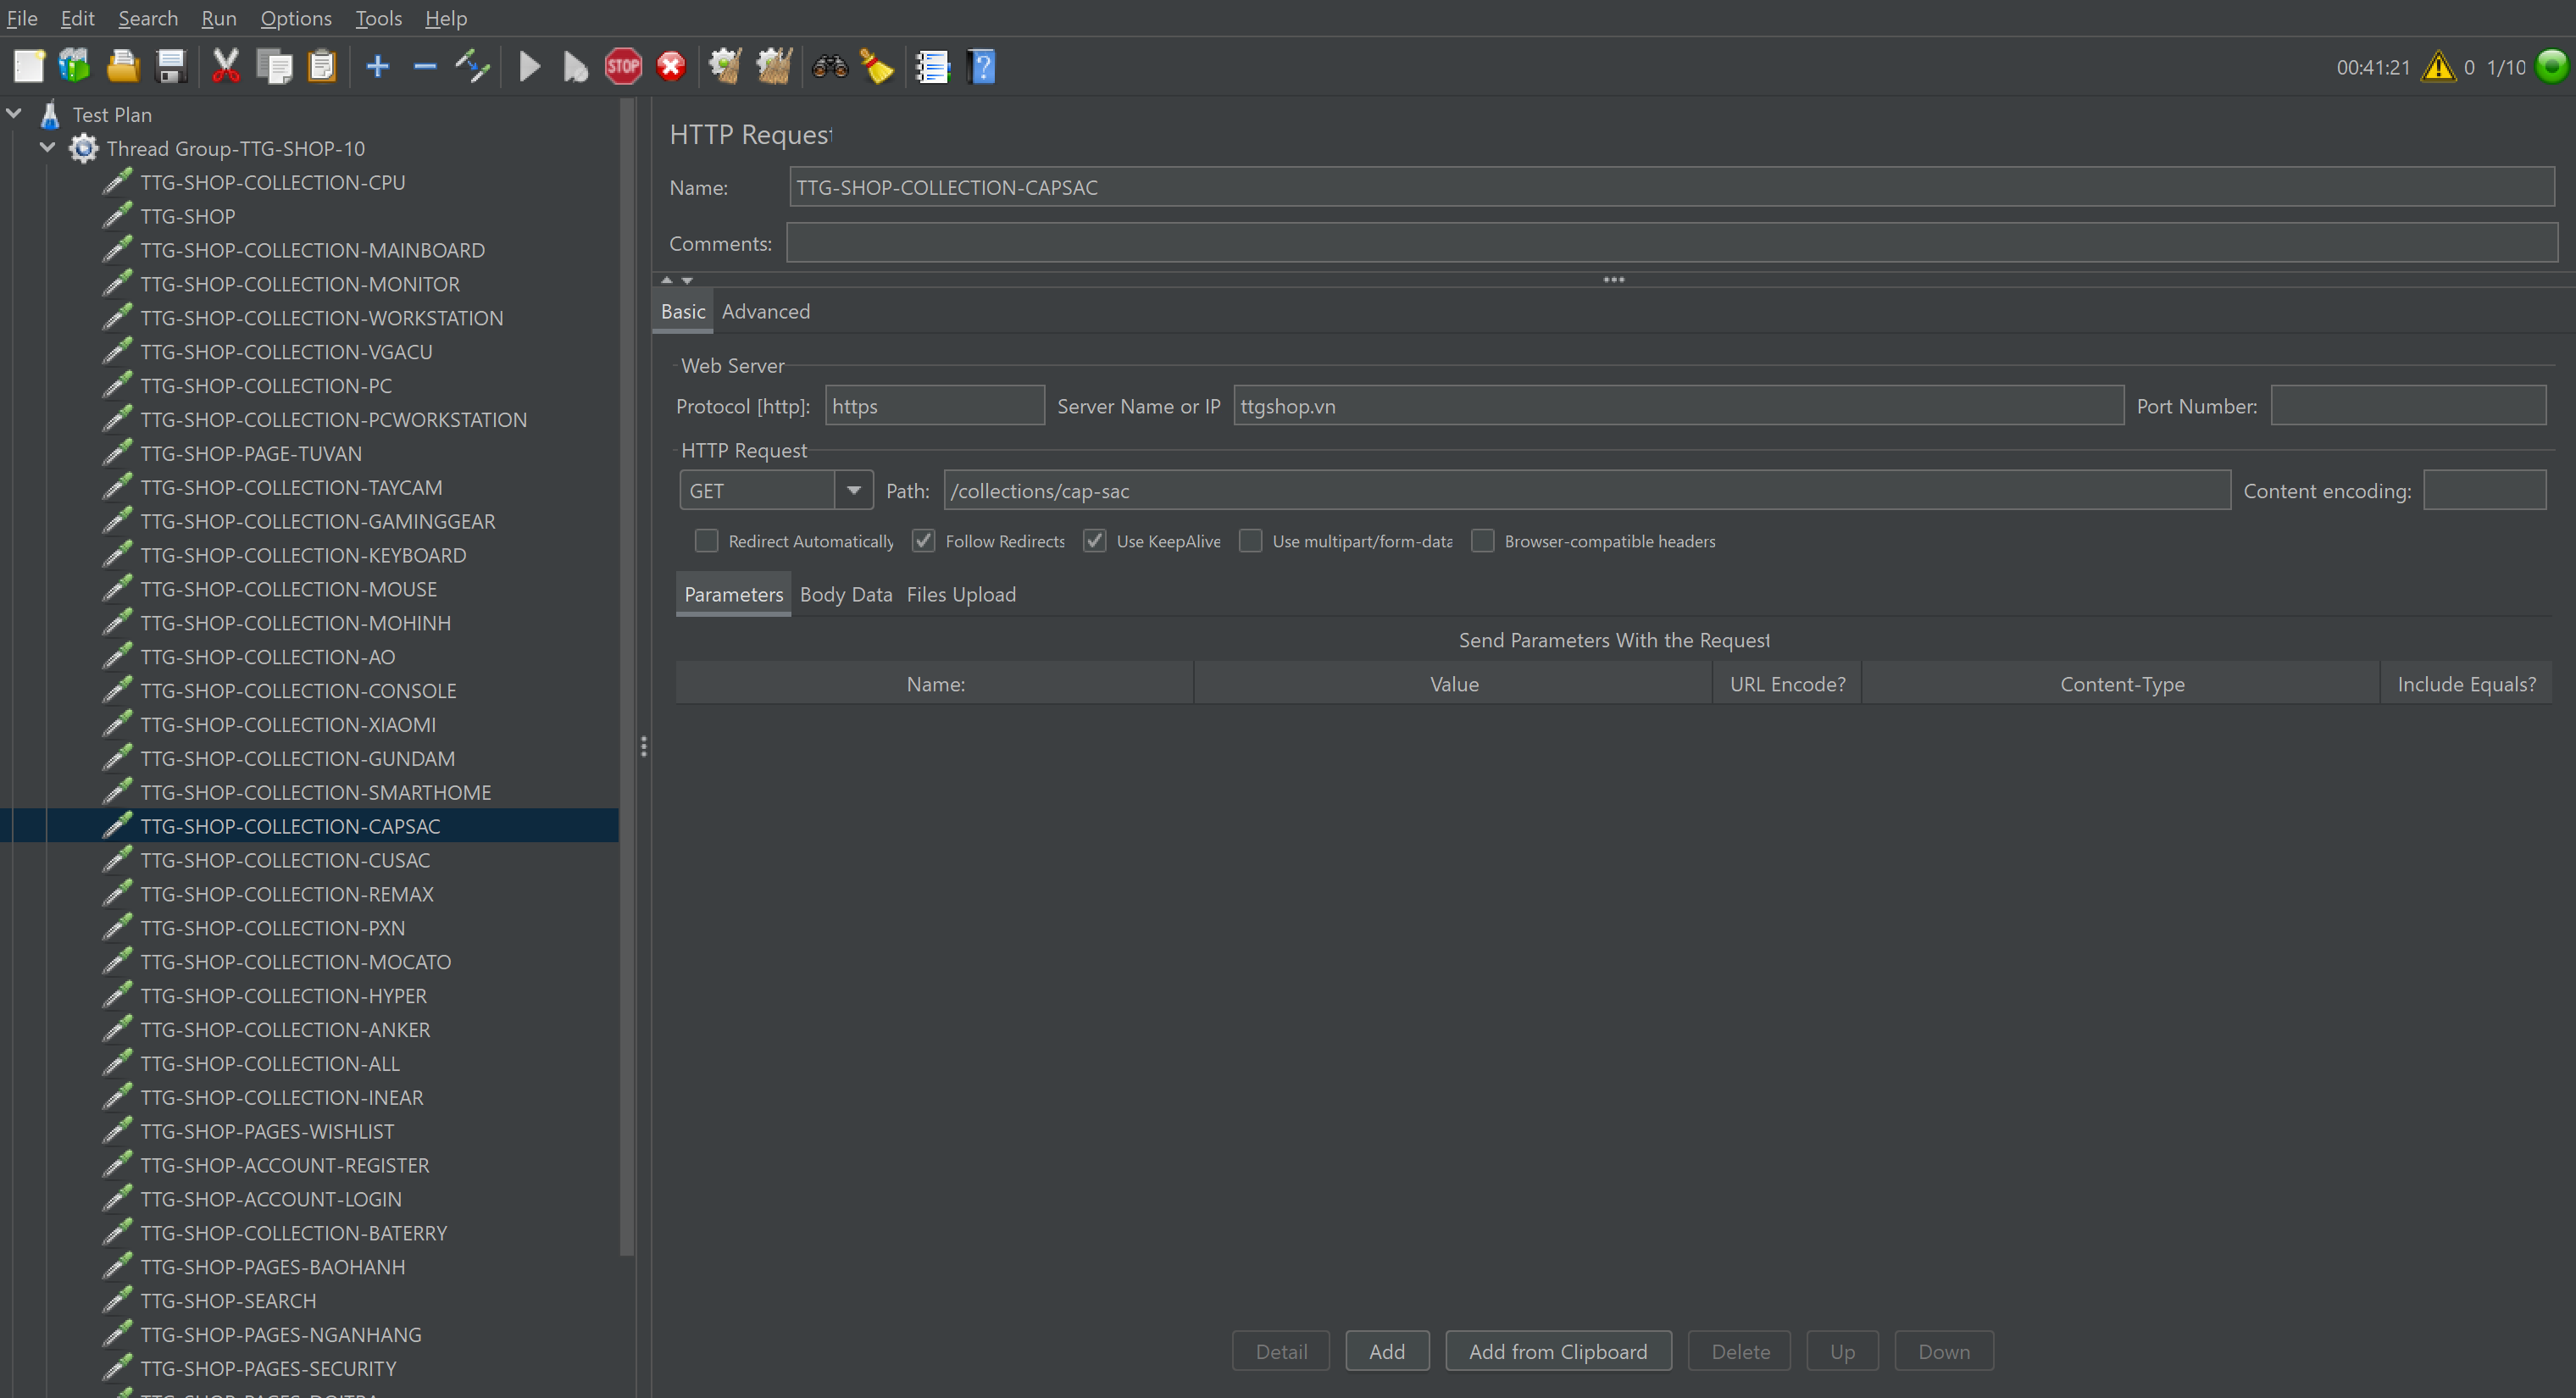 File Edit Search Run Options Tools Help
STOP
00:41:21 0 1/10
Test Plan
Thread Group-TTG-SHOP-10
TTG-SHOP-COLLECTION-CPU
TTG-SHOP
TTG-SHOP-COLLECTION-MAINBOARD
TTG-SHOP-COLLECTION-MONITOR
TTG-SHOP-COLLECTION-WORKSTATION
TTG-SHOP-COLLECTION-VGACU
TTG-SHOP-COLLECTION-PC
TTG-SHOP-COLLECTION-PCWORKSTATION
TTG-SHOP-PAGE-TUVAN
TTG-SHOP-COLLECTION-TAYCAM
TTG-SHOP-COLLECTION-GAMINGGEAR
TTG-SHOP-COLLECTION-KEYBOARD
TTG-SHOP-COLLECTION-MOUSE
TTG-SHOP-COLLECTION-MOHINH
TTG-SHOP-COLLECTION-AO
TTG-SHOP-COLLECTION-CONSOLE
TTG-SHOP-COLLECTION-XIAOMI
TTG-SHOP-COLLECTION-GUNDAM
TTG-SHOP-COLLECTION-SMARTHOME
TTG-SHOP-COLLECTION-CAPSAC
TTG-SHOP-COLLECTION-CUSAC
TTG-SHOP-COLLECTION-REMAX
TTG-SHOP-COLLECTION-PXN
TTG-SHOP-COLLECTION-MOCATO
TTG-SHOP-COLLECTION-HYPER
TTG-SHOP-COLLECTION-ANKER
TTG-SHOP-COLLECTION-ALL
TTG-SHOP-COLLECTION-INEAR
TTG-SHOP-PAGES-WISHLIST
TTG-SHOP-ACCOUNT-REGISTER
TTG-SHOP-ACCOUNT-LOGIN
TTG-SHOP-COLLECTION-BATERRY
TTG-SHOP-PAGES-BAOHANH
TTG-SHOP-SEARCH
TTG-SHOP-PAGES-NGANHANG
TTG-SHOP-PAGES-SECURITY
HTTP Request
Name: TTG-SHOP-COLLECTION-CAPSAC
Comments:
Basic Advanced
Web Server
Protocol [http]: https Server Name or IP ttgshop.vn Port Number:
HTTP Request
GET Path: /collections/cap-sac Content encoding:
Redirect Automatically Follow Redirects Use KeepAlive Use multipart/form-data Browser-compatible headers
Parameters Body Data Files Upload
Send Parameters With the Request
Name: Value URL Encode? Content-Type Include Equals?
Detail Add Add from Clipboard Delete Up Down